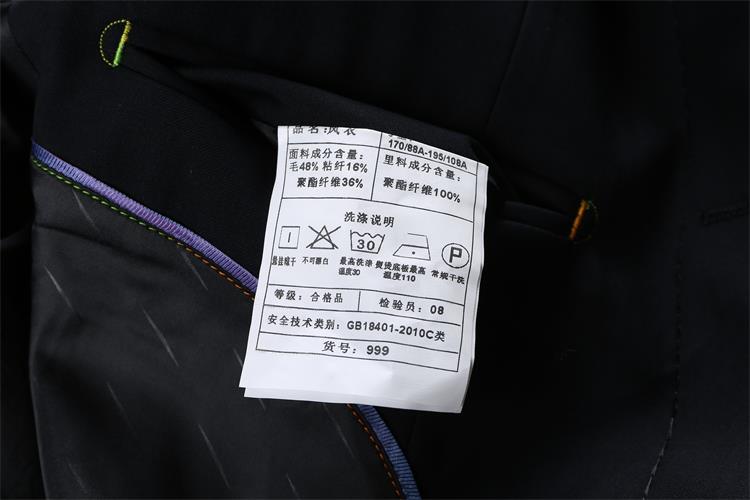 品名:风衣
170/88A-195/108A
面料成分含量:
毛48% 粘纤16%
聚酯纤维36%
里料成分含量:
聚酯纤维100%
洗涤说明
30
P
悬挂晾干
不可漂白
最高洗涤
温度30
熨烫底板最高
温度110
常规干洗
等级: 合格品
检验员: 08
安全技术类别: GB18401-2010C类
货号: 999